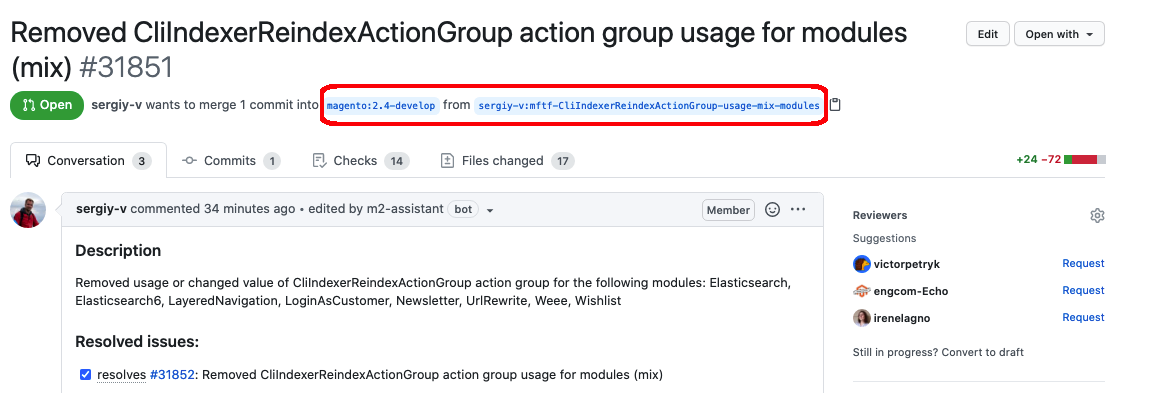 Removed CliIndexerReindexActionGroup action group usage for modules
(mix) #31851
Edit
Open with
Open
sergiy-v wants to merge 1 commit into magento:2.4-develop from sergiy-v:mftf-CliIndexerReindexActionGroup-usage-mix-modules
Conversation 3
Commits 1
Checks 14
Files changed 17
+24 −72
sergiy-v commented 34 minutes ago • edited by m2-assistant bot
Member
Description
Removed usage or changed value of CliIndexerReindexActionGroup action group for the following modules: Elasticsearch,
Elasticsearch6, LayeredNavigation, LoginAsCustomer, Newsletter, UrlRewrite, Weee, Wishlist
Resolved issues:
resolves #31852: Removed CliIndexerReindexActionGroup action group usage for modules (mix)
Reviewers
Suggestions
victorpetryk Request
engcom-Echo Request
irenelagno Request
Still in progress? Convert to draft